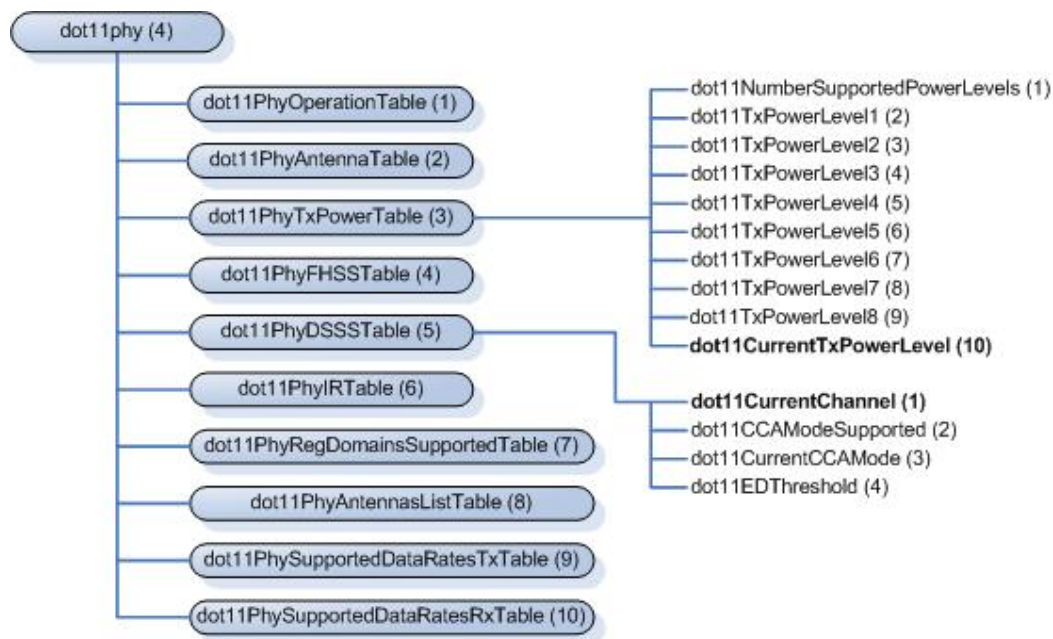 dot11phy (4)
dot11PhyOperationTable (1)
dot11PhyAntennaTable (2)
dot11PhyTxPowerTable (3)
dot11PhyFHSSTable (4)
dot11PhyDSSSTable (5)
dot11PhyIRTable (6)
dot11PhyRegDomainsSupportedTable (7)
dot11PhyAntennasListTable (8)
dot11PhySupportedDataRatesTxTable (9)
dot11PhySupportedDataRatesRxTable (10)
dot11NumberSupportedPowerLevels (1)
dot11TxPowerLevel1 (2)
dot11TxPowerLevel2 (3)
dot11TxPowerLevel3 (4)
dot11TxPowerLevel4 (5)
dot11TxPowerLevel5 (6)
dot11TxPowerLevel6 (7)
dot11TxPowerLevel7 (8)
dot11TxPowerLevel8 (9)
dot11CurrentTxPowerLevel (10)
dot11CurrentChannel (1)
dot11CCAModeSupported (2)
dot11CurrentCCAMode (3)
dot11EDThreshold (4)